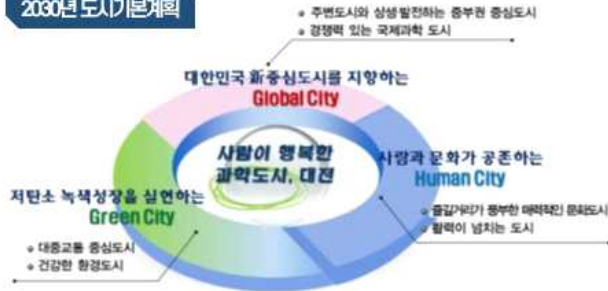 2030년 도시기본계획
주변도시와 상생 발전하는 중부권 중심도시
경쟁력 있는 국제과학 도시
대한민국 新중심도시를 지향하는
Global City
사람이 행복한
과학도시, 대전
사람과 문화가 공존하는
Human City
즐길거리가 풍부한 매력적인 문화도시
활력이 넘치는 도시
저탄소 녹색성장을 실현하는
Green City
대중교통 중심도시
건강한 환경도시